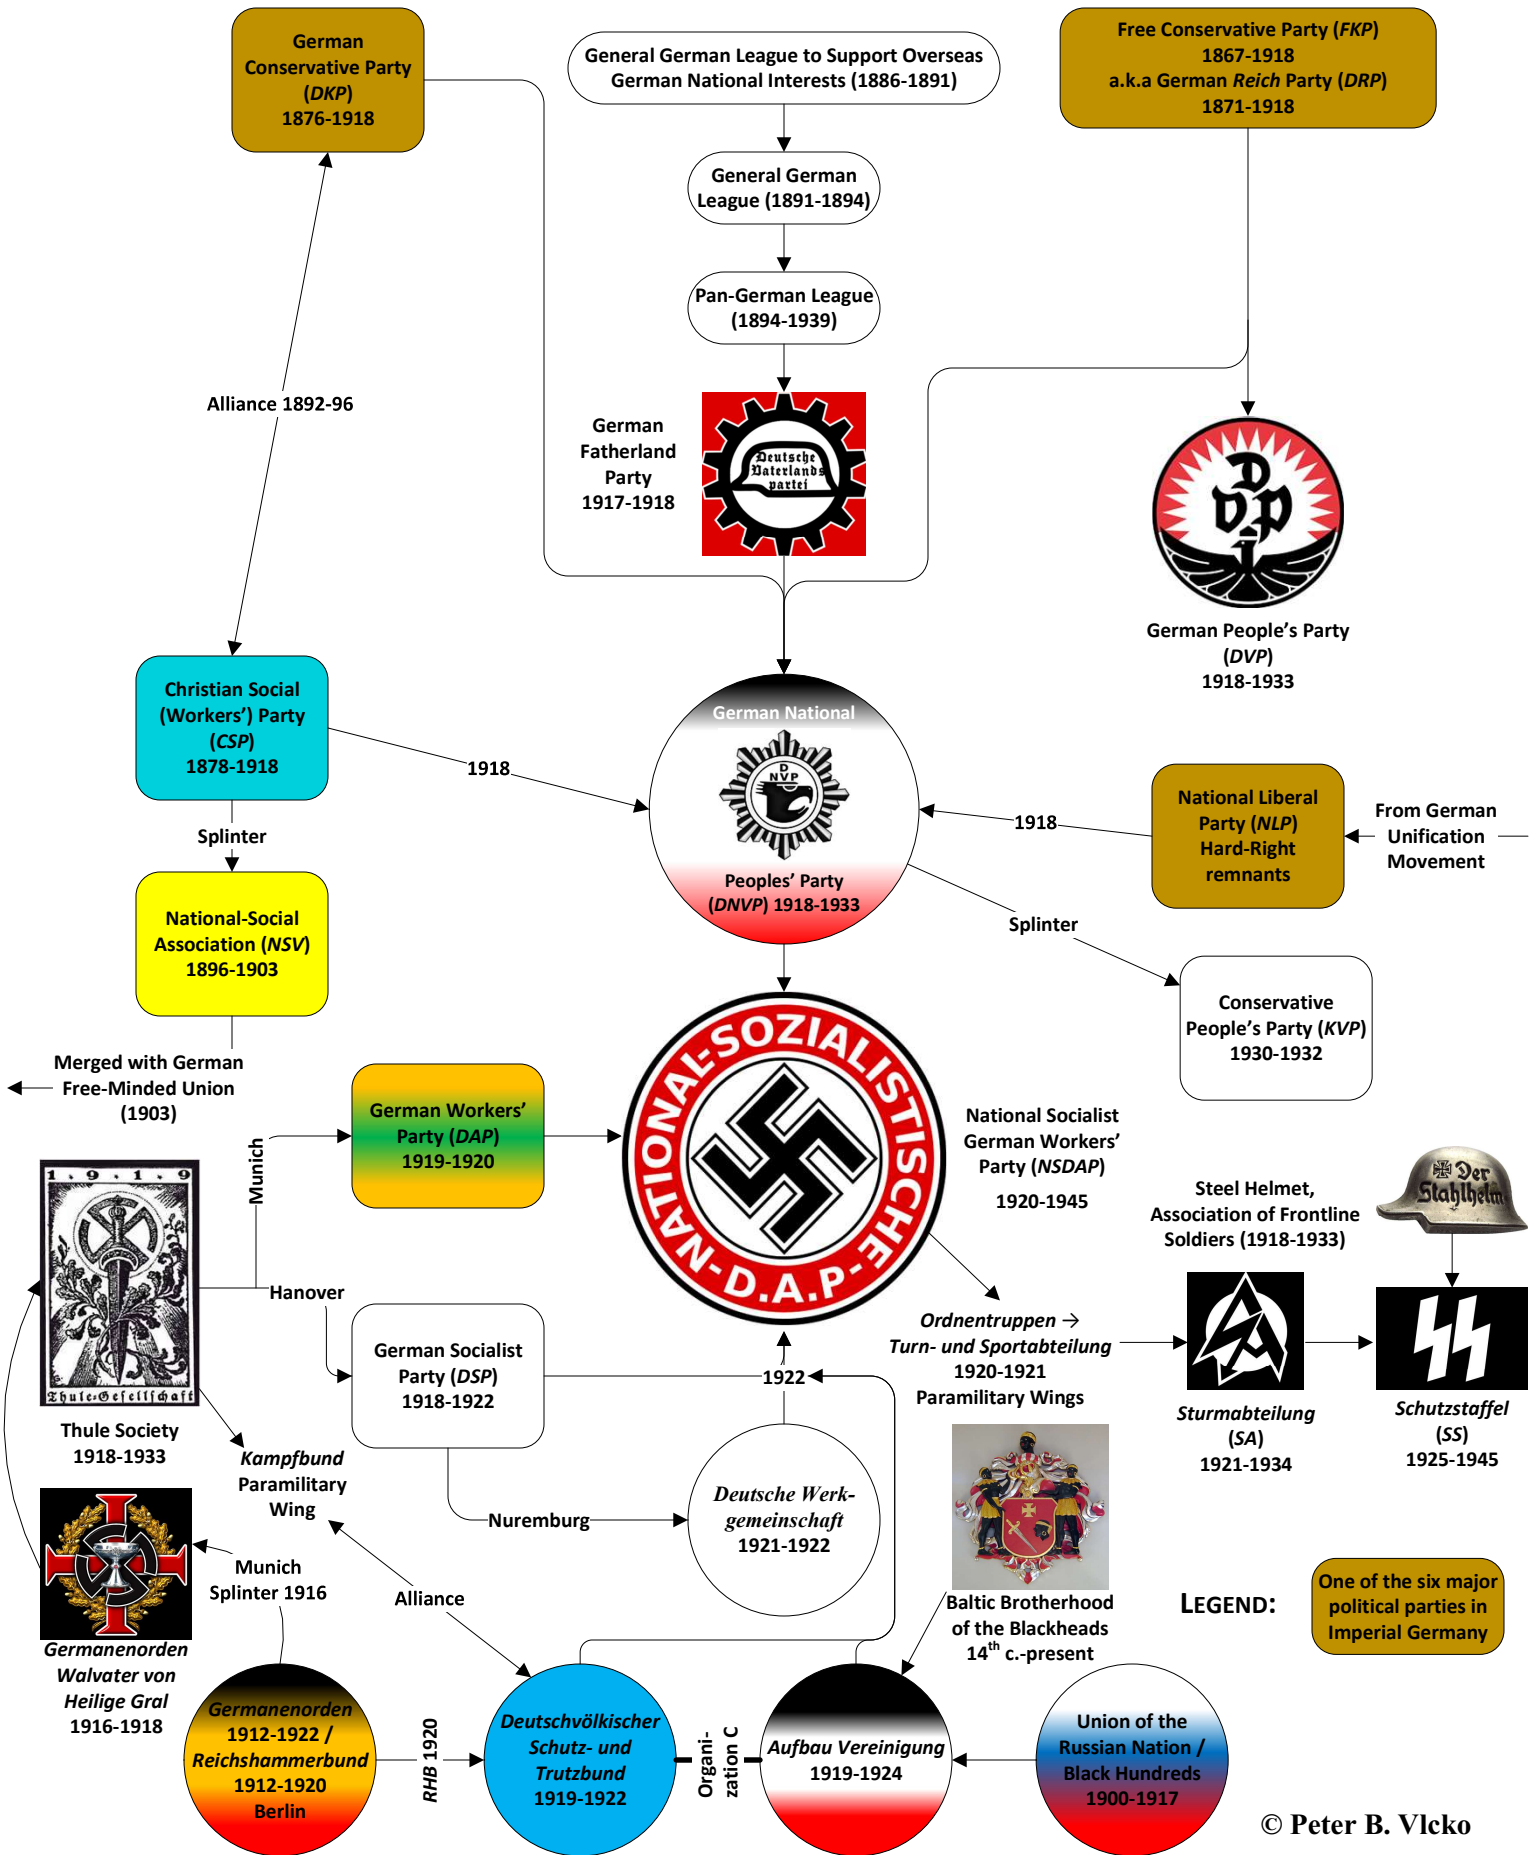 German
Conservative Party
(DKP)
1876-1918
General German League to Support Overseas
German National Interests (1886-1891)
Free Conservative Party (FKP)
1867-1918
a.k.a German Reich Party (DRP)
1871-1918
General German
League (1891-1894)
Pan-German League
(1894-1939)
Alliance 1892-96
German
Fatherland
Party
1917-1918
Deutsche
Vaterlands
partei
D
V P
German People's Party
(DVP)
1918-1933
Christian Social
(Workers') Party
(CSP)
1878-1918
1918
German National
D
NVP
Peoples' Party
(DNVP) 1918-1933
1918
National Liberal
Party (NLP)
Hard-Right
remnants
From German
Unification
Movement
Splinter
National-Social
Association (NSV)
1896-1903
Splinter
Conservative
People's Party (KVP)
1930-1932
Merged with German
Free-Minded Union
(1903)
Munich
German Workers'
Party (DAP)
1919-1920
NATIONAL-SOZIALISTISCHE
D.A.P
National Socialist
German Workers'
Party (NSDAP)
1920-1945
Steel Helmet,
Association of Frontline
Soldiers (1918-1933)
Der
Stahlhelm
1.9.1.9
Thule-Gesellschaft
Thule Society
1918-1933
Hanover
German Socialist
Party (DSP)
1918-1922
1922
Ordnentruppen →
Turn- und Sportabteilung
1920-1921
Paramilitary Wings
Sturmabteilung
(SA)
1921-1934
Schutzstaffel
(SS)
1925-1945
Kampfbund
Paramilitary
Wing
Nuremburg
Deutsche Werk-
gemeinschaft
1921-1922
Munich
Splinter 1916
Alliance
Baltic Brotherhood
of the Blackheads
14th c.-present
LEGEND:
One of the six major
political parties in
Imperial Germany
Germanenorden
Walvater von
Heilige Gral
1916-1918
Germanenorden
1912-1922 /
Reichshammerbund
1912-1920
Berlin
RHB 1920
Deutschvölkischer
Schutz- und
Trutzbund
1919-1922
Organi-
zation C
Aufbau Vereinigung
1919-1924
Union of the
Russian Nation /
Black Hundreds
1900-1917
© Peter B. Vlcko